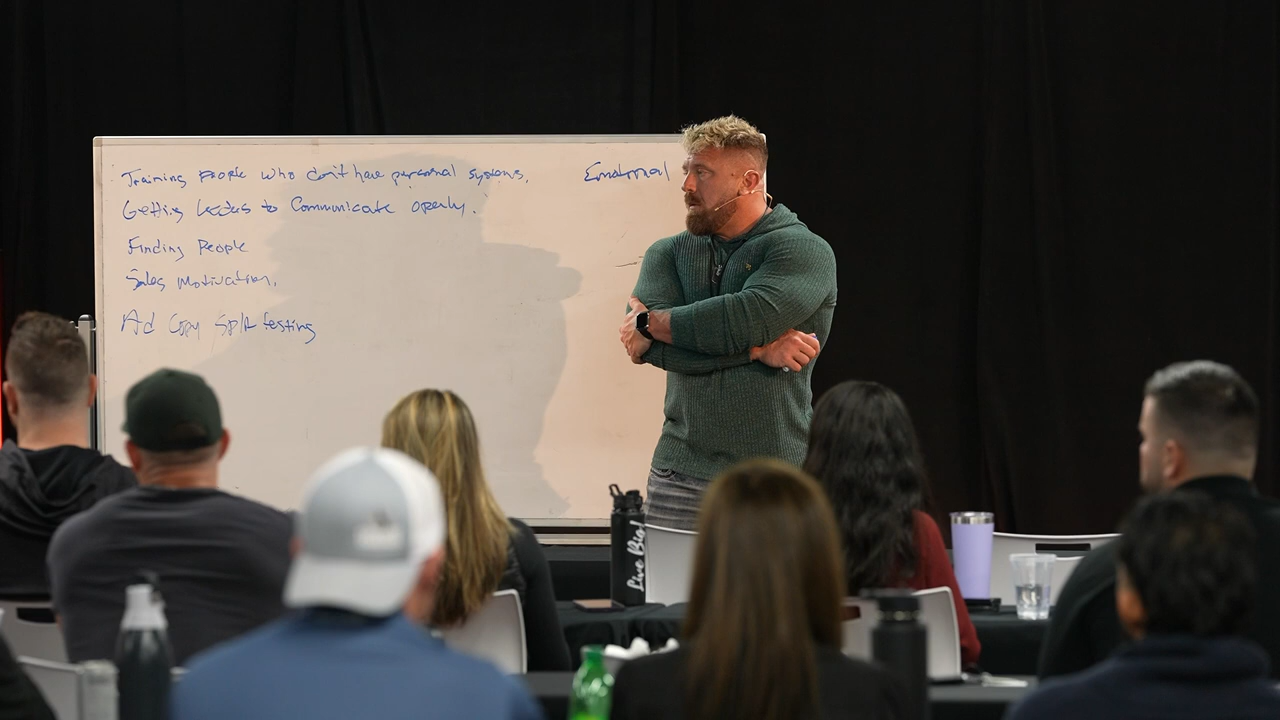 Training People who don't have personal systems.
Emotional
Getting leaders to Communicate openly.
Finding People
Sales Motivation.
Ad Copy Split testing
Live Big!